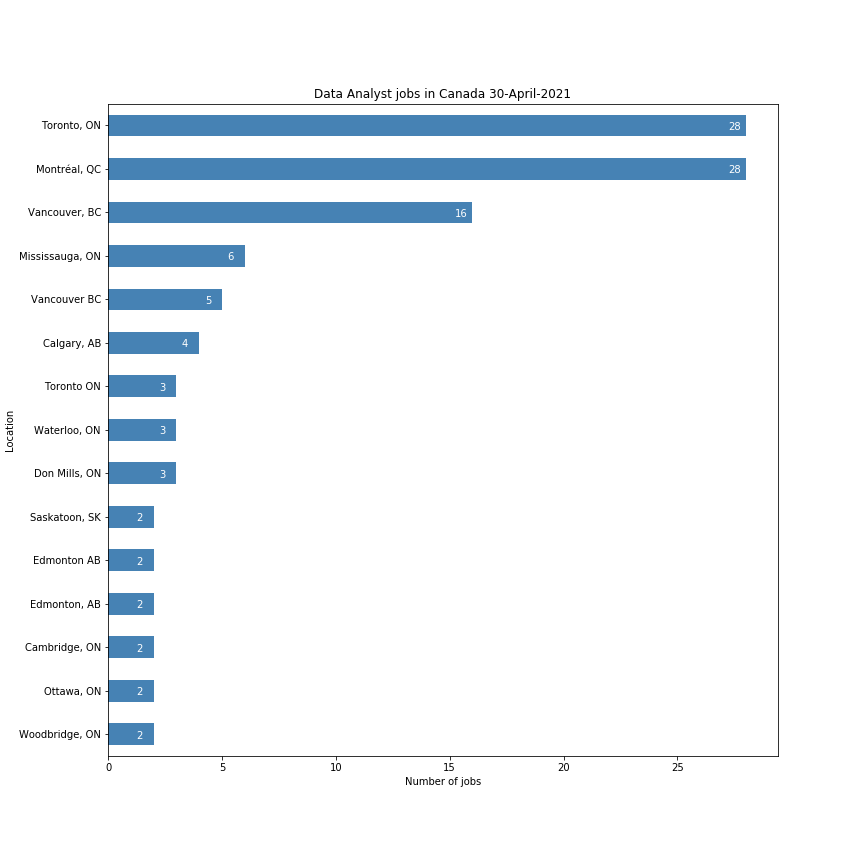 Data Analyst jobs in Canada 30-April-2021
Toronto, ON 28
Montréal, QC 28
Vancouver, BC 16
Mississauga, ON 6
Vancouver BC 5
Calgary, AB 4
Toronto ON 3
Waterloo, ON 3
Don Mills, ON 3
Saskatoon, SK 2
Edmonton AB 2
Edmonton, AB 2
Cambridge, ON 2
Ottawa, ON 2
Woodbridge, ON 2
Location
0 5 10 15 20 25
Number of jobs